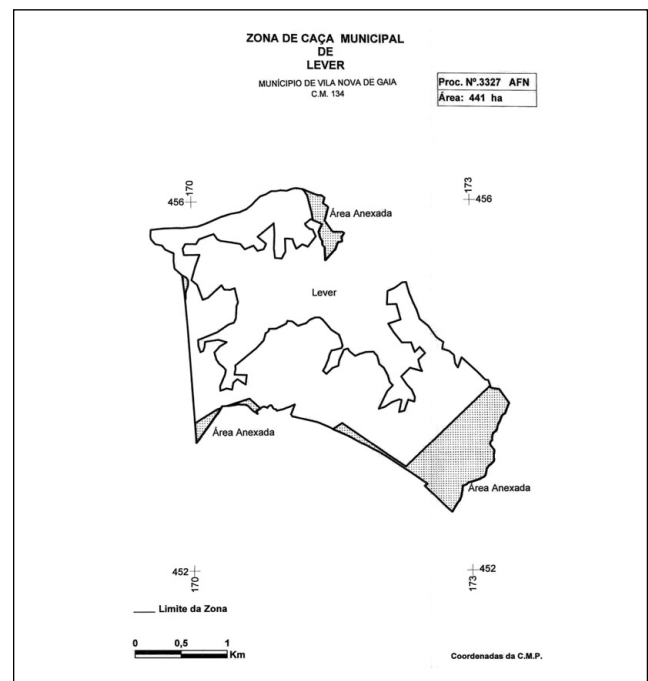 ZONA DE CAÇA MUNICIPAL
DE
LEVER
MUNÍCIPIO DE VILA NOVA DE GAIA
C.M. 134
Proc. Nº.3327 AFN
Área: 441 ha
170
456
173
456
Área Anexada
Lever
Área Anexada
Área Anexada
452
170
452
173
Limite da Zona
0 0,5 1
Km
Coordenadas da C.M.P.